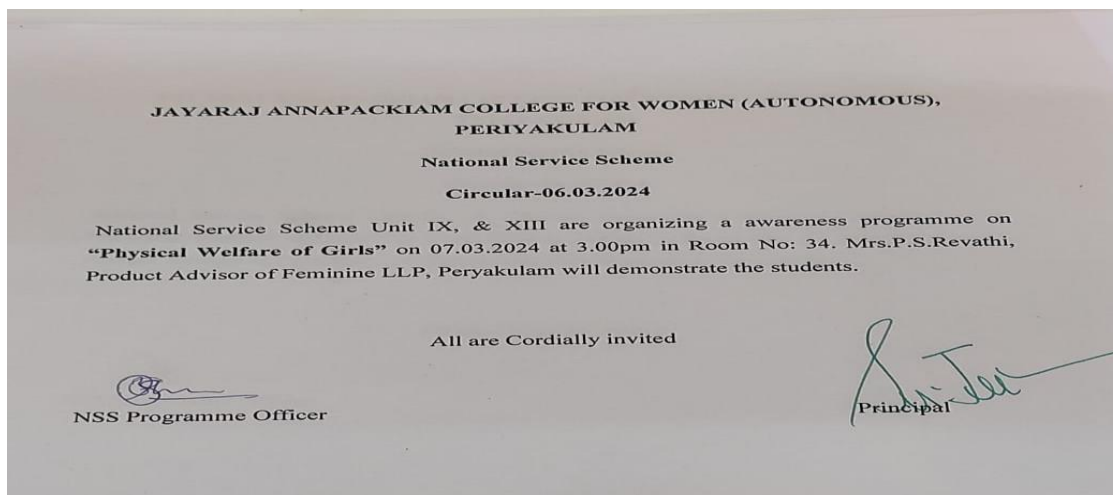 JAYARAJ ANNAPACKIAM COLLEGE FOR WOMEN (AUTONOMOUS),
PERIYAKULAM
National Service Scheme
Circular-06.03.2024
National Service Scheme Unit IX, & XIII are organizing a awareness programme on
“Physical Welfare of Girls” on 07.03.2024 at 3.00pm in Room No: 34. Mrs.P.S.Revathi,
Product Advisor of Feminine LLP, Peryakulam will demonstrate the students.
All are Cordially invited
NSS Programme Officer
Principal